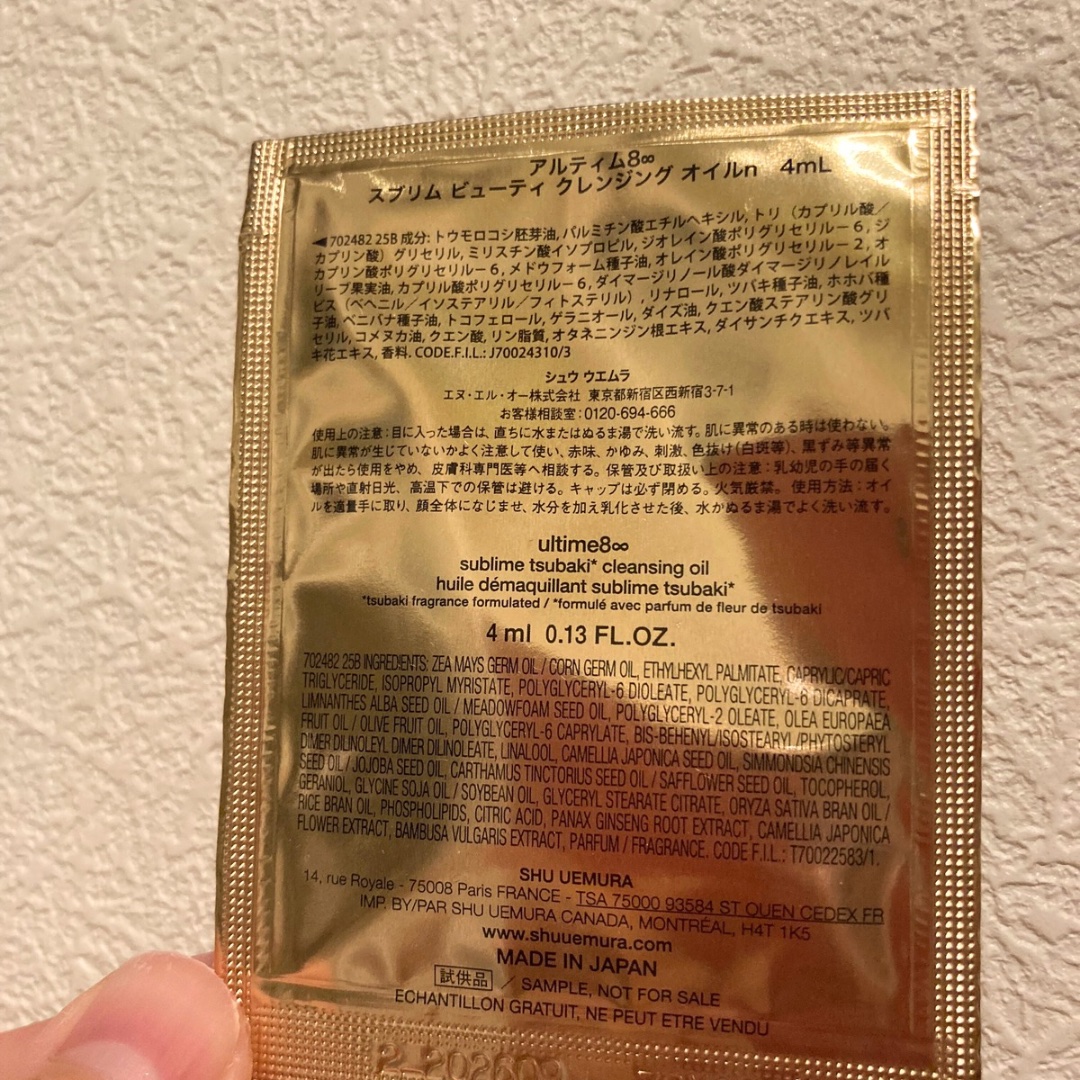 アルティム8∞
スブリム ビューティ クレンジング オイルn 4mL
◀702482 25B 成分: トウモロコシ胚芽油, パルミチン酸エチルヘキシル, トリ（カプリル酸／
カプリン酸）グリセリル, ミリスチン酸イソプロピル, ジオレイン酸ポリグリセリル－6, ジ
カプリン酸ポリグリセリル－6, メドウフォーム種子油, オレイン酸ポリグリセリル－2, オ
リーブ果実油, カプリル酸ポリグリセリル－6, ダイマージリノール酸ダイマージリノレイル
ビス（ベヘニル／イソステアリル／フィトステリル）, リナロール, ツバキ種子油, ホホバ種
子油, ベニバナ種子油, トコフェロール, ゲラニオール, ダイズ油, クエン酸ステアリン酸グリ
セリル, コメヌカ油, クエン酸, リン脂質, オタネニンジン根エキス, ダイサンチクエキス, ツバ
キ花エキス, 香料. CODE.F.I.L.: J70024310/3
シュウ ウエムラ
エヌ・エル・オー株式会社 東京都新宿区西新宿3-7-1
お客様相談室:0120-694-666
使用上の注意:目に入った場合は、直ちに水またはぬるま湯で洗い流す。肌に異常のある時は使わない。
肌に異常が生じていないかよく注意して使い、赤味、かゆみ、刺激、色抜け(白斑等)、黒ずみ等異常
が出たら使用をやめ、皮膚科専門医等へ相談する。保管及び取扱い上の注意:乳幼児の手の届く
場所や直射日光、高温下での保管は避ける。キャップは必ず閉める。火気厳禁。使用方法:オイ
ルを適量手に取り、顔全体になじませ、水分を加え乳化させた後、水かぬるま湯でよく洗い流す。
ultime8∞
sublime tsubaki* cleansing oil
huile démaquillant sublime tsubaki*
*tsubaki fragrance formulated / *formulé avec parfum de fleur de tsubaki
4 ml 0.13 FL.OZ.
702482 25B INGREDIENTS: ZEA MAYS GERM OIL / CORN GERM OIL, ETHYLHEXYL PALMITATE, CAPRYLIC/CAPRIC
TRIGLYCERIDE, ISOPROPYL MYRISTATE, POLYGLYCERYL-6 DIOLEATE, POLYGLYCERYL-6 DICAPRATE,
LIMNANTHES ALBA SEED OIL / MEADOWFOAM SEED OIL, POLYGLYCERYL-2 OLEATE, OLEA EUROPAEA
FRUIT OIL / OLIVE FRUIT OIL, POLYGLYCERYL-6 CAPRYLATE, BIS-BEHENYL/ISOSTEARYL/PHYTOSTERYL
DIMER DILINOLEYL DIMER DILINOLEATE, LINALOOL, CAMELLIA JAPONICA SEED OIL, SIMMONDSIA CHINENSIS
SEED OIL / JOJOBA SEED OIL, CARTHAMUS TINCTORIUS SEED OIL / SAFFLOWER SEED OIL, TOCOPHEROL,
GERANIOL, GLYCINE SOJA OIL / SOYBEAN OIL, GLYCERYL STEARATE CITRATE, ORYZA SATIVA BRAN OIL /
RICE BRAN OIL, PHOSPHOLIPIDS, CITRIC ACID, PANAX GINSENG ROOT EXTRACT, CAMELLIA JAPONICA
FLOWER EXTRACT, BAMBUSA VULGARIS EXTRACT, PARFUM / FRAGRANCE. CODE F.I.L.: T70022583/1.
SHU UEMURA
14, rue Royale - 75008 Paris FRANCE - TSA 75000 93584 ST OUEN CEDEX FR
IMP. BY/PAR SHU UEMURA CANADA, MONTRÉAL, H4T 1K5
www.shuuemura.com
MADE IN JAPAN
試供品 / SAMPLE, NOT FOR SALE
ECHANTILLON GRATUIT, NE PEUT ETRE VENDU